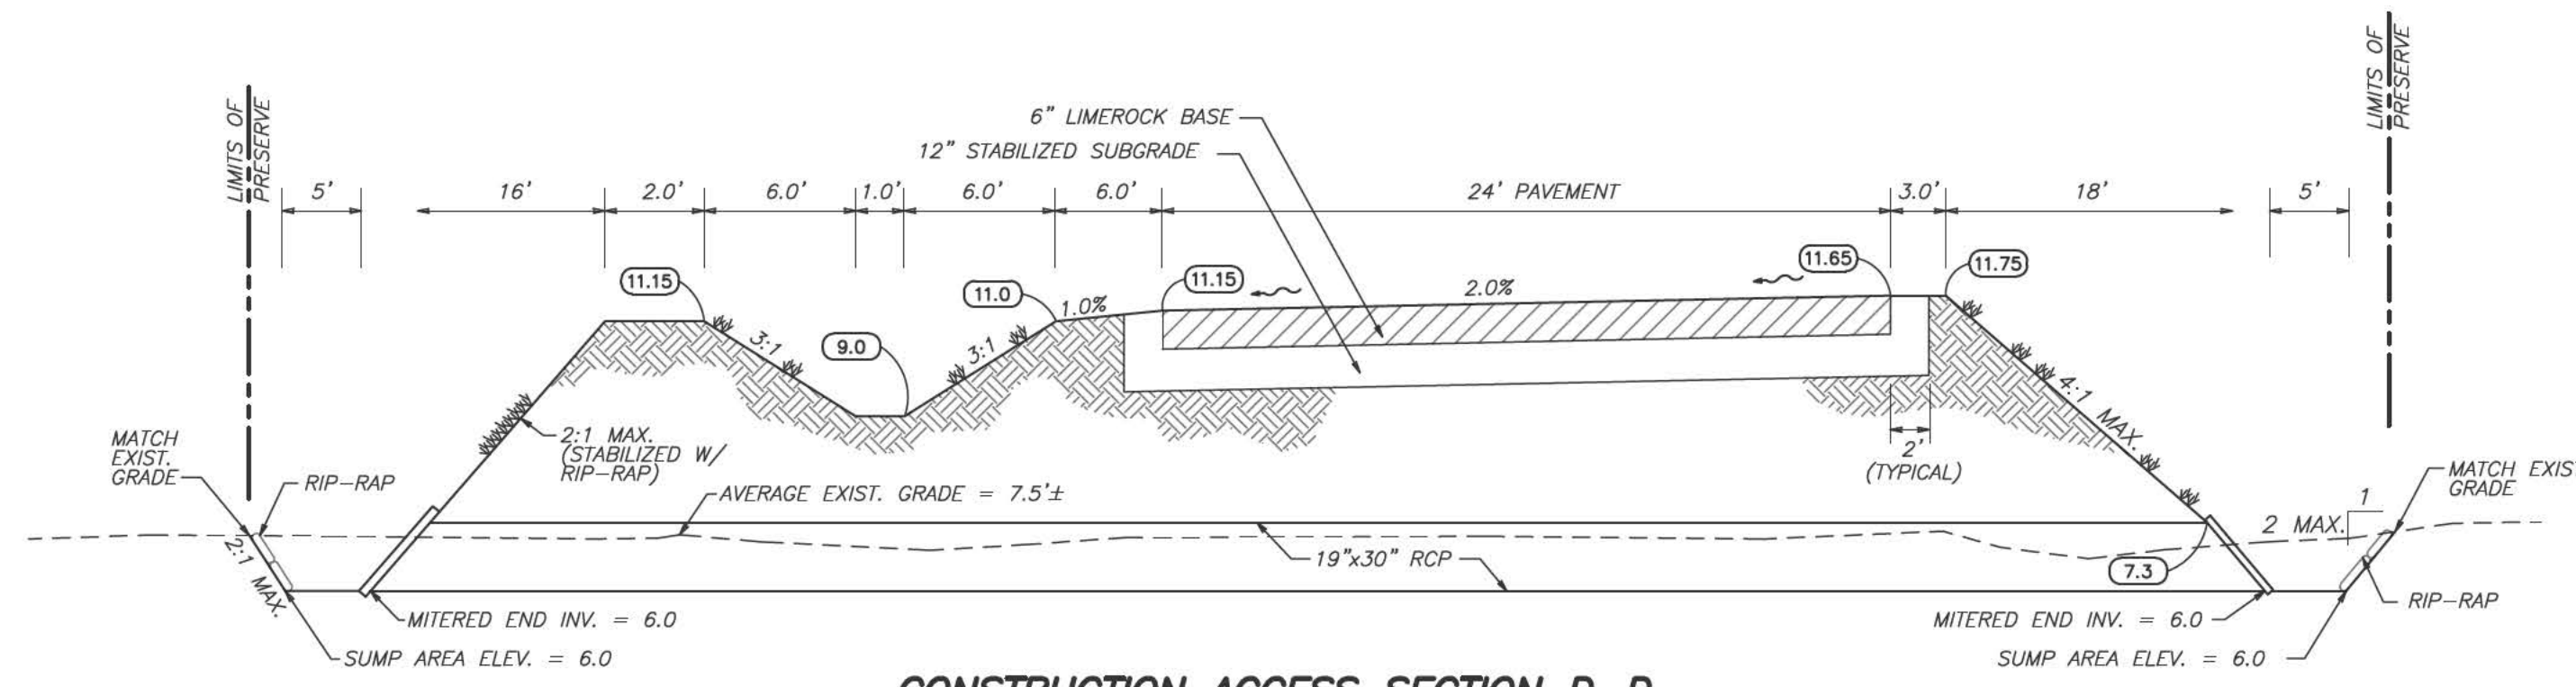 LIMITS OF
PRESERVE
LIMITS OF
PRESERVE
6" LIMEROCK BASE
12" STABILIZED SUBGRADE
5'
16'
2.0'
6.0'
1.0'
6.0'
6.0'
24' PAVEMENT
3.0'
18'
5'
11.15
11.0
11.15
11.65
11.75
1.0%
2.0%
3:1
9.0
3:1
4:1 MAX.
2:1 MAX.
(STABILIZED W/
RIP-RAP)
2'
(TYPICAL)
MATCH
EXIST.
GRADE
RIP-RAP
AVERAGE EXIST. GRADE = 7.5'±
MATCH EXIS
GRADE
1
2 MAX.
2:1 MAX.
19"x30" RCP
7.3
RIP-RAP
MITERED END INV. = 6.0
MITERED END INV. = 6.0
SUMP AREA ELEV. = 6.0
SUMP AREA ELEV. = 6.0
CONSTRUCTION ACCESS SECTION